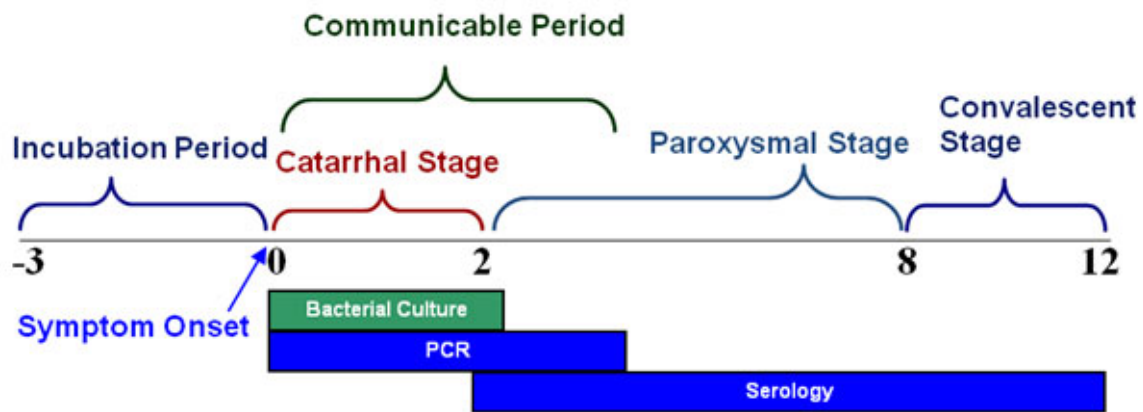 Communicable Period
Incubation Period
Catarrhal Stage
Paroxysmal Stage
Convalescent
Stage
-3
0
2
8
12
Symptom Onset
Bacterial Culture
PCR
Serology